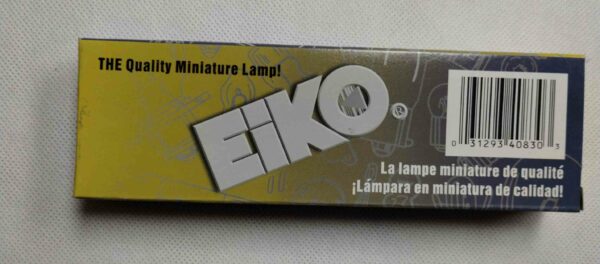 THE Quality Miniature Lamp!
EiKO®
0 31293 40830 3
La lampe miniature de qualité
¡Lámpara en miniatura de calidad!